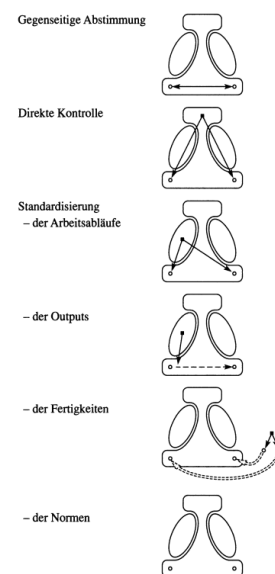 Gegenseitige Abstimmung
Direkte Kontrolle
Standardisierung
– der Arbeitsabläufe
– der Outputs
– der Fertigkeiten
– der Normen